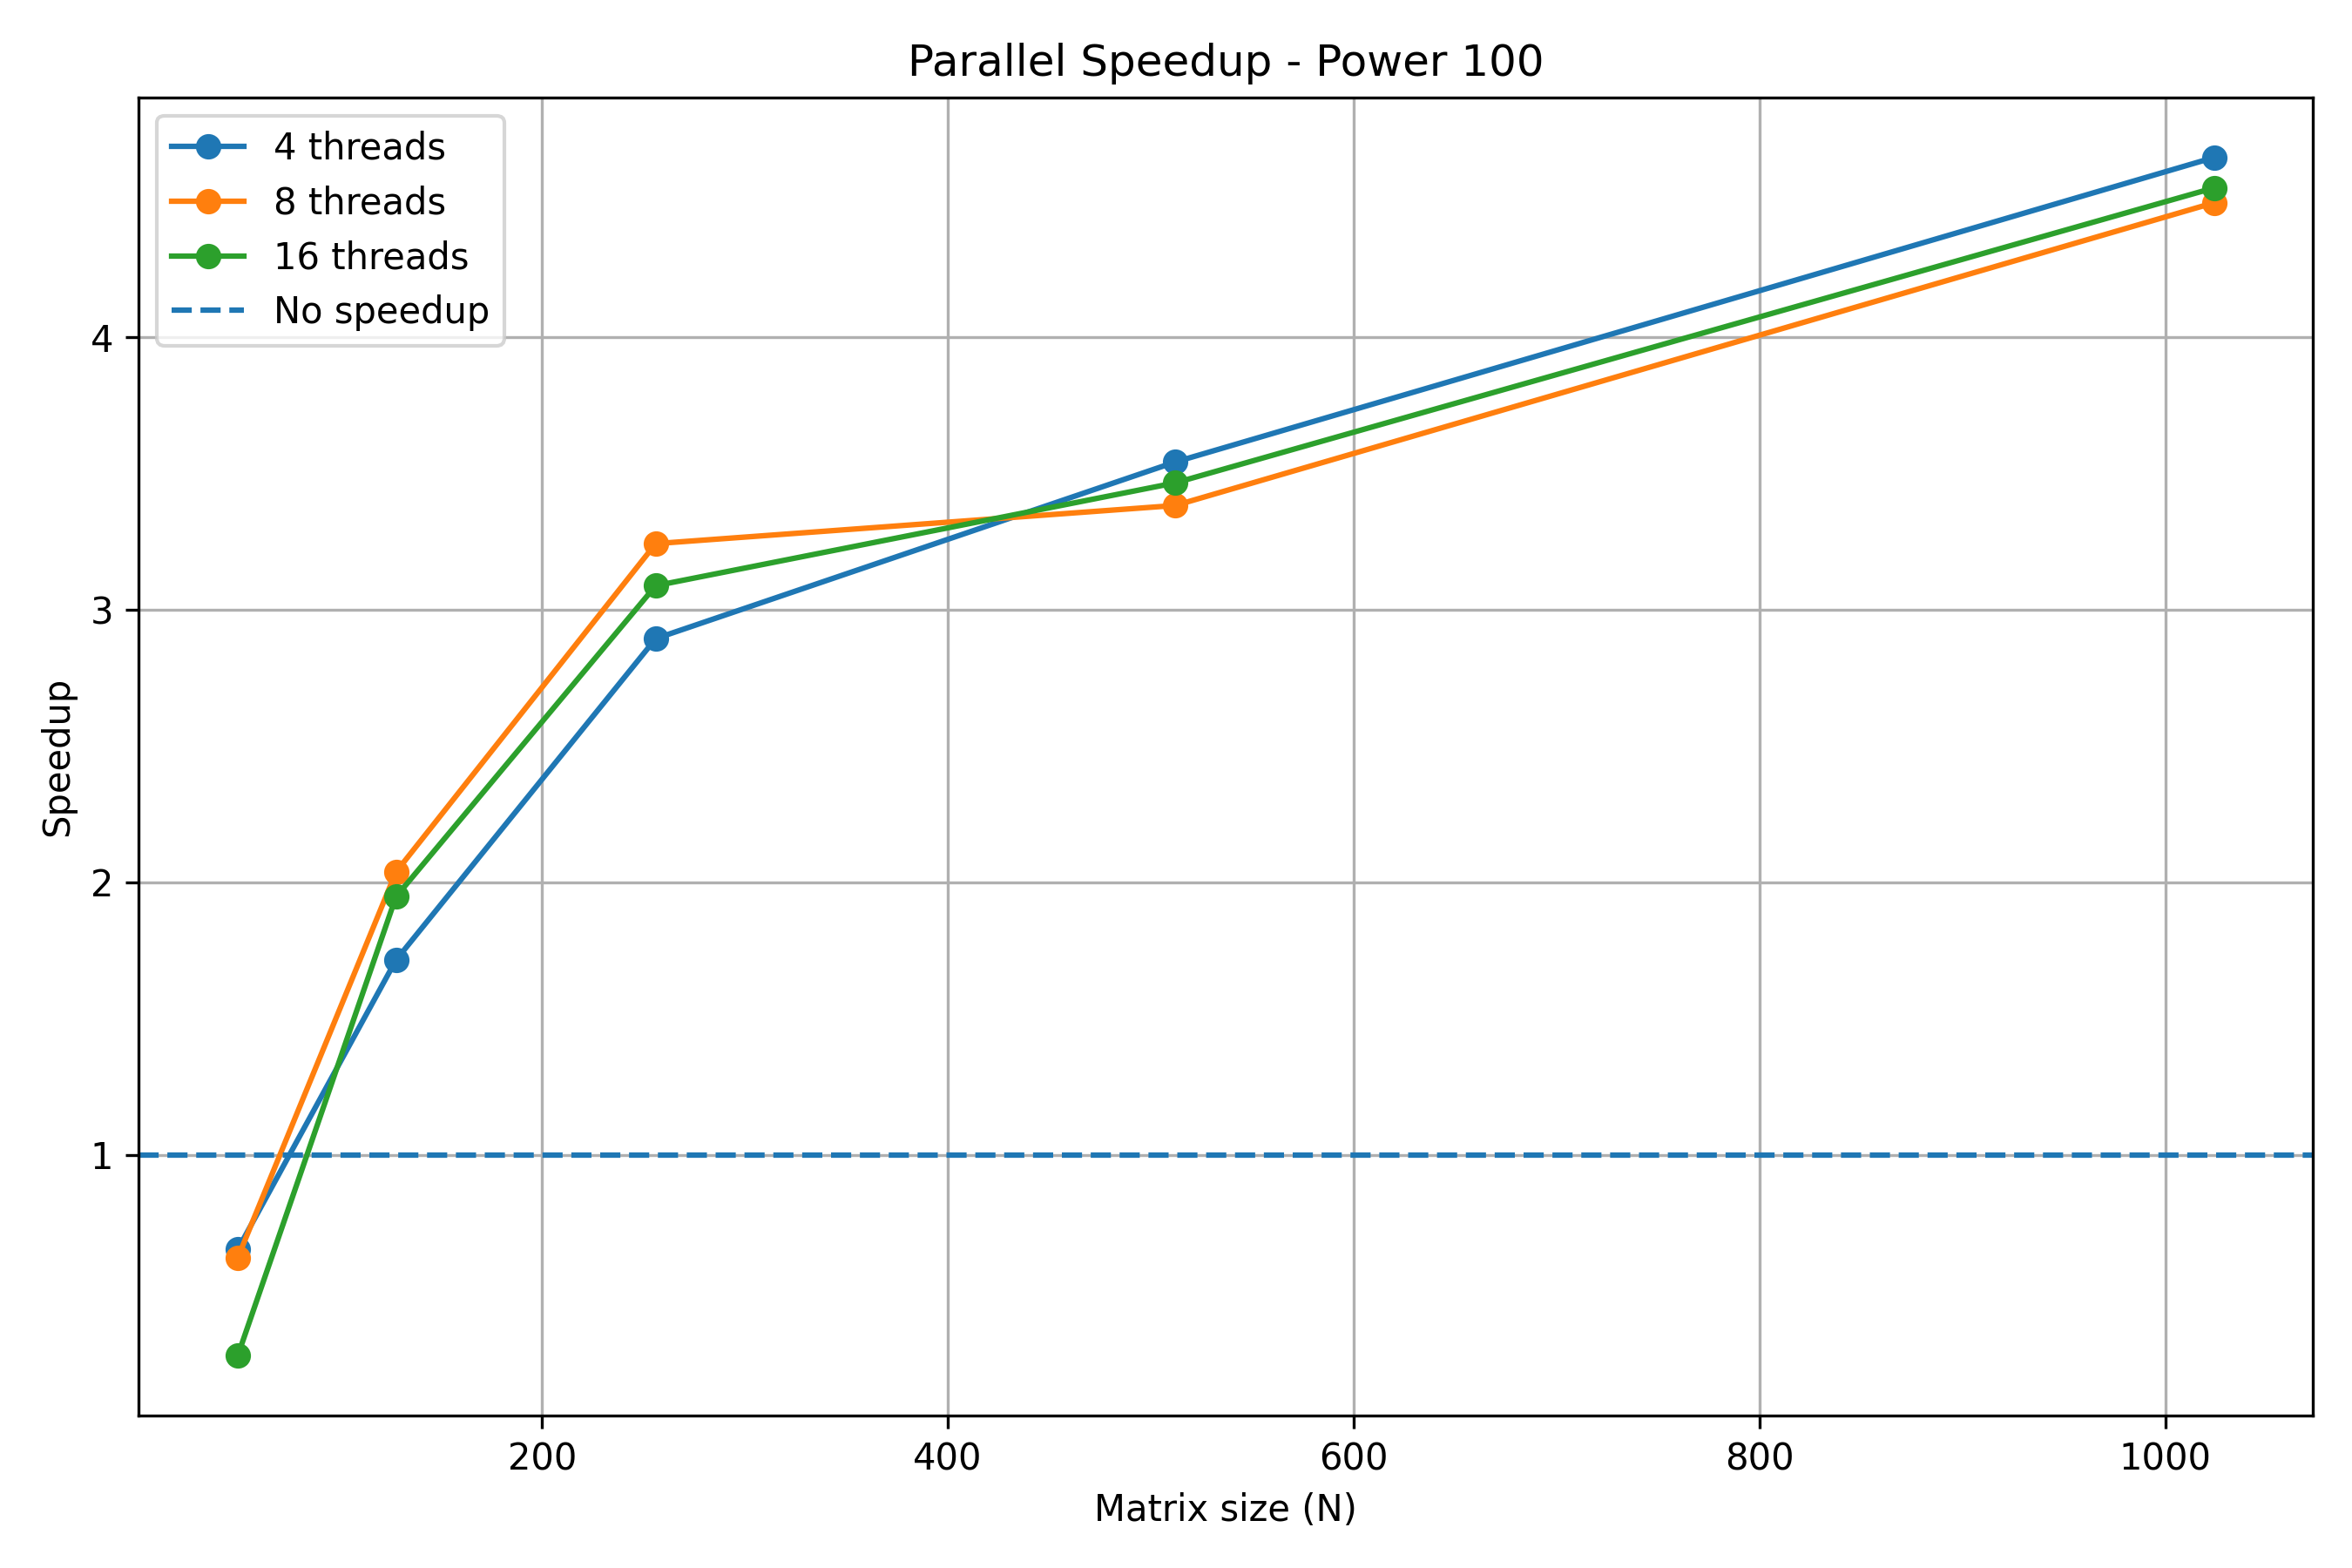 Parallel Speedup - Power 100
4 threads
8 threads
16 threads
No speedup
4
3
2
1
Speedup
200 400 600 800 1000
Matrix size (N)